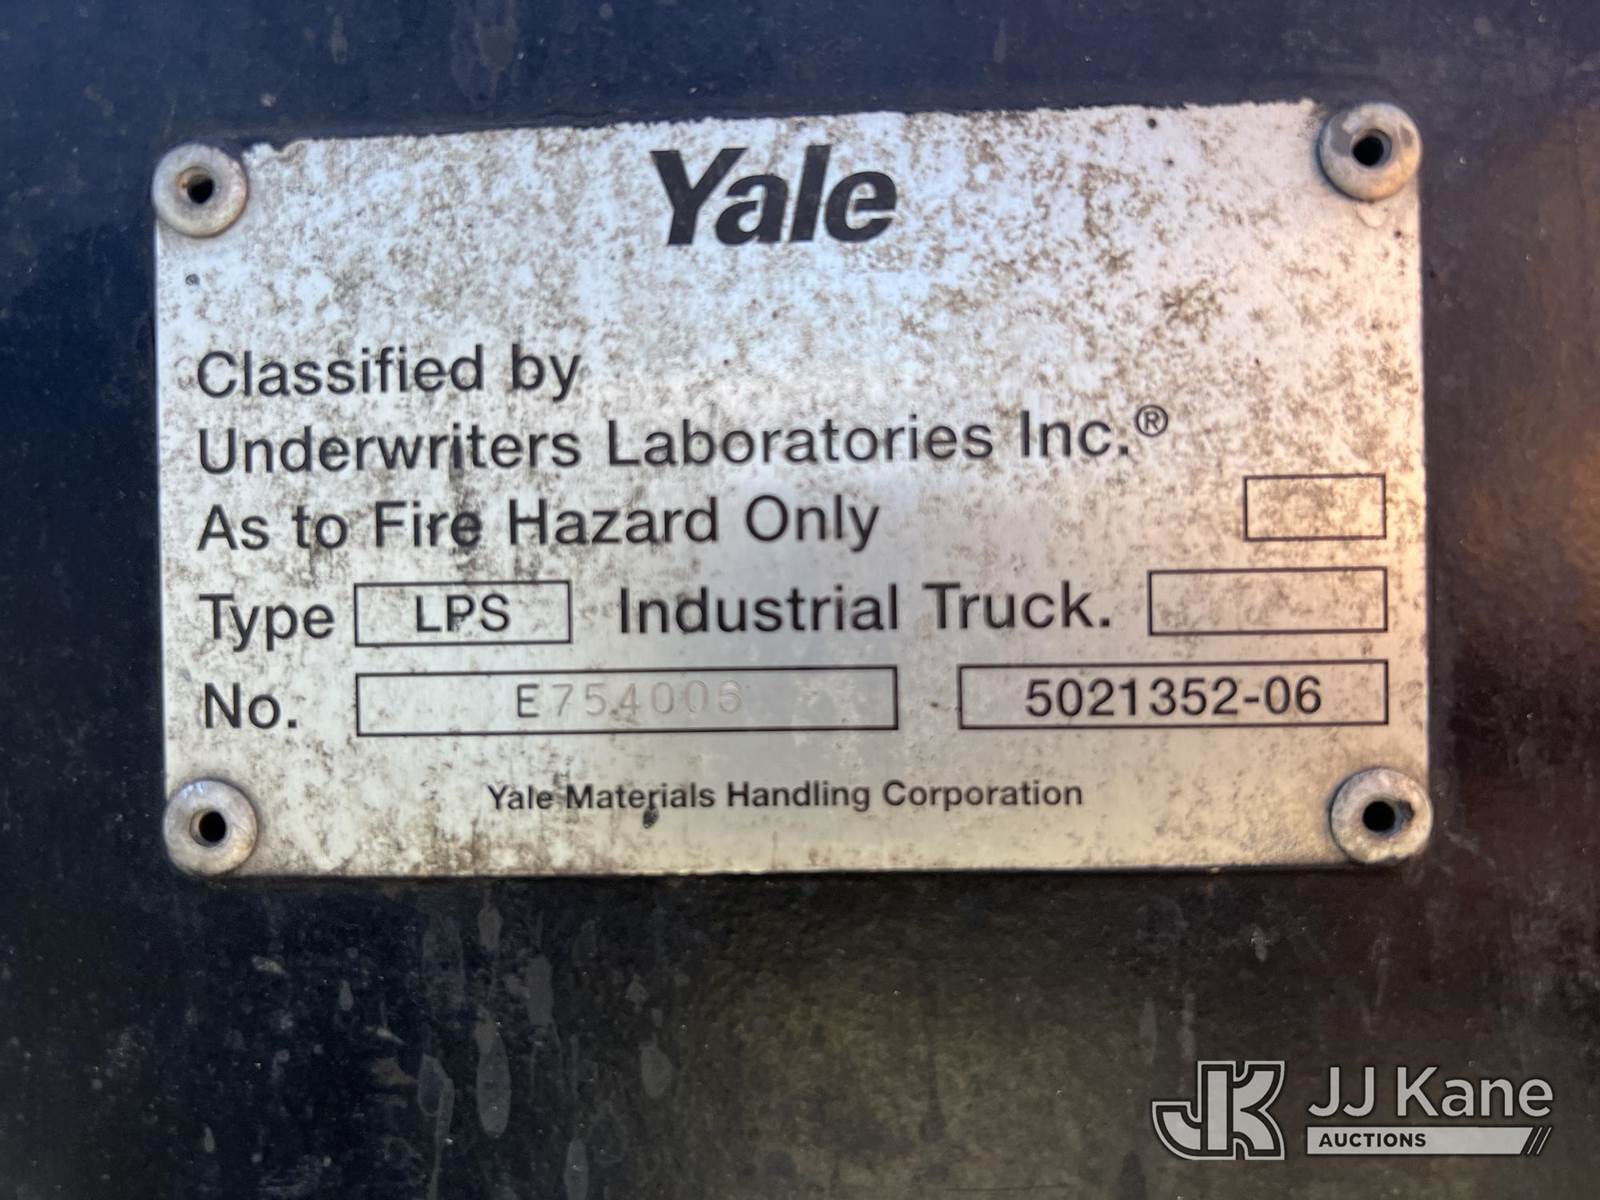 Yale
Classified by
Underwriters Laboratories Inc.®
As to Fire Hazard Only
Type LPS Industrial Truck.
No. E754006 5021352-06
Yale Materials Handling Corporation
JK JJ Kane
AUCTIONS